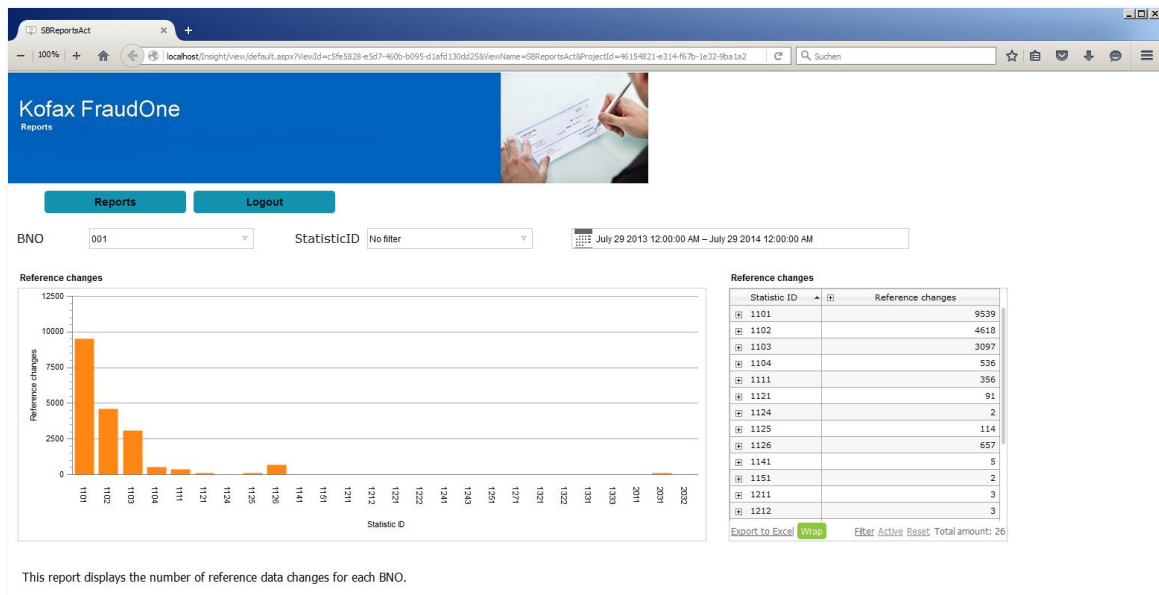 SBReportsAct
100%
localhost/Insight/view/default.aspx?ViewId=c5fe5828-e5d7-460b-b095-d1afd130dd25&ViewName=SBReportsAct&ProjectId=46154821-e314-f67b-1e32-9ba1a2
Suchen
Kofax FraudOne
Reports
Reports Logout
BNO 001 StatisticID No filter July 29 2013 12:00:00 AM – July 29 2014 12:00:00 AM
Reference changes
12500
10000
7500
5000
2500
0
Reference changes
1101 1102 1103 1104 1111 1121 1124 1125 1126 1141 1151 1211 1212 1221 1222 1241 1243 1251 1271 1321 1322 1331 1333 2011 2031 2032
Statistic ID
Reference changes
Statistic ID Reference changes
1101 9539
1102 4618
1103 3097
1104 536
1111 356
1121 91
1124 2
1125 114
1126 657
1141 5
1151 2
1211 3
1212 3
Export to Excel Wrap Filter Active Reset Total amount: 26
This report displays the number of reference data changes for each BNO.